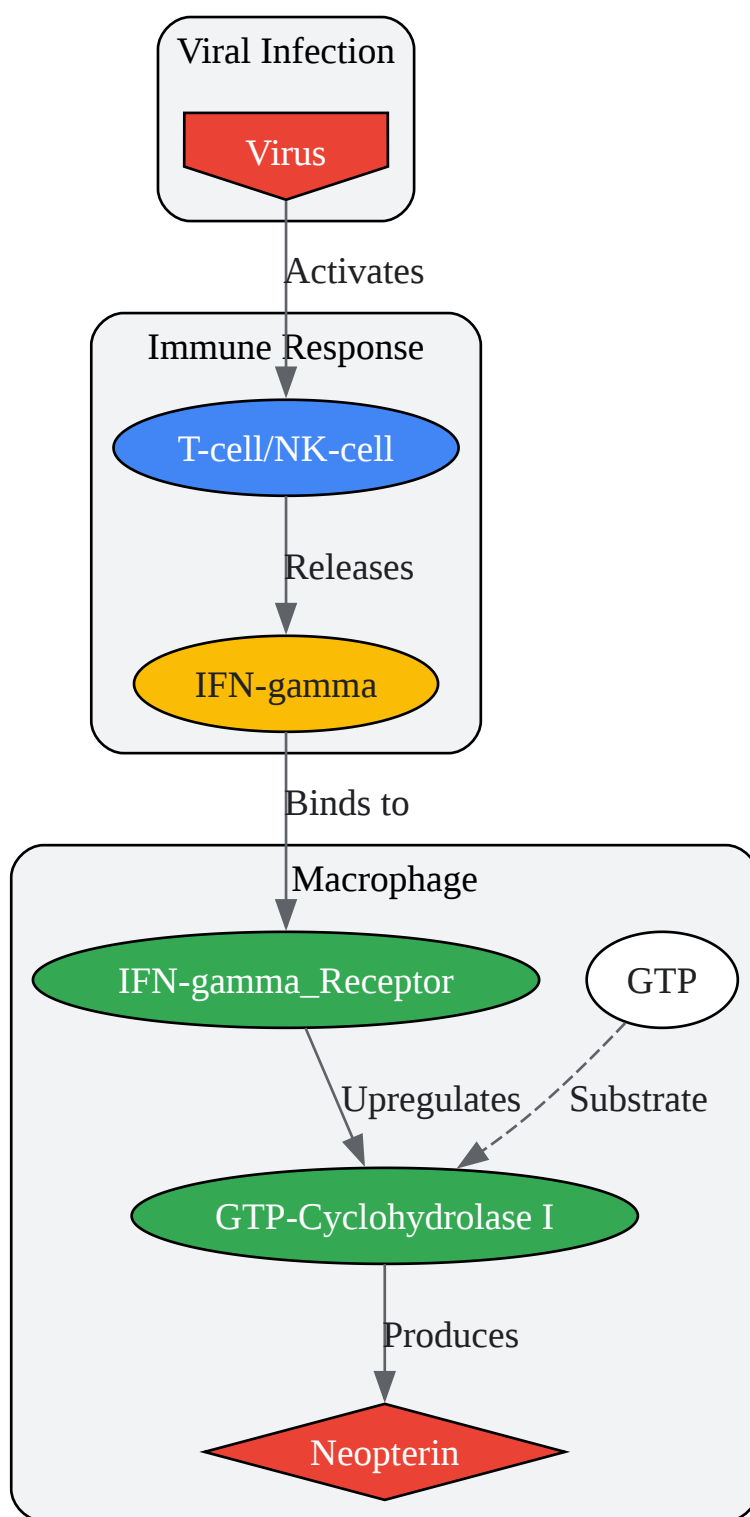 Viral Infection
Virus
Activates
Immune Response
T-cell/NK-cell
Releases
IFN-gamma
Binds to
Macrophage
IFN-gamma_Receptor
GTP
Upregulates
Substrate
GTP-Cyclohydrolase I
Produces
Neopterin